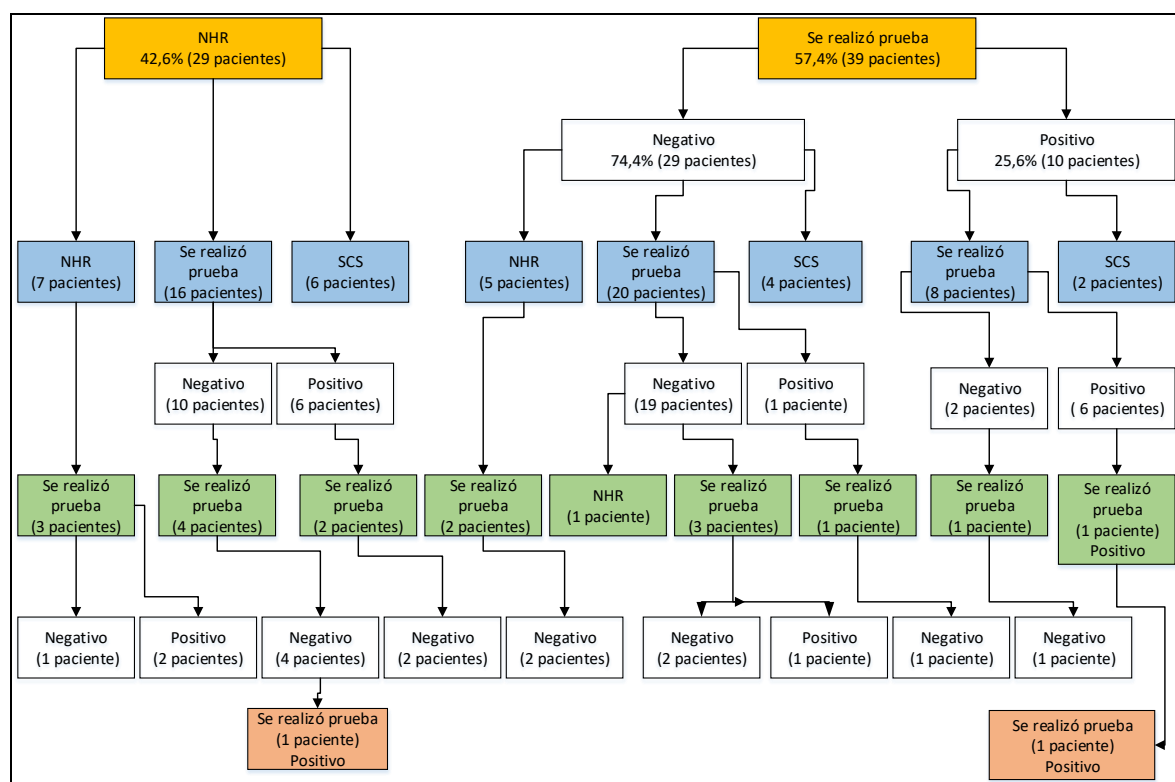 NHR
42,6% (29 pacientes)
Se realizó prueba
57,4% (39 pacientes)
Negativo
74,4% (29 pacientes)
Positivo
25,6% (10 pacientes)
NHR
(7 pacientes)
Se realizó
prueba
(16 pacientes)
SCS
(6 pacientes)
NHR
(5 pacientes)
Se realizó
prueba
(20 pacientes)
SCS
(4 pacientes)
Se realizó
prueba
(8 pacientes)
SCS
(2 pacientes)
Negativo
(10 pacientes)
Positivo
(6 pacientes)
Negativo
(19 pacientes)
Positivo
(1 paciente)
Negativo
(2 pacientes)
Positivo
( 6 pacientes)
Se realizó
prueba
(3 pacientes)
Se realizó
prueba
(4 pacientes)
Se realizó
prueba
(2 pacientes)
Se realizó
prueba
(2 pacientes)
NHR
(1 paciente)
Se realizó
prueba
(3 pacientes)
Se realizó
prueba
(1 paciente)
Se realizó
prueba
(1 paciente)
Se realizó
prueba
(1 paciente)
Positivo
Negativo
(1 paciente)
Positivo
(2 pacientes)
Negativo
(4 pacientes)
Negativo
(2 pacientes)
Negativo
(2 pacientes)
Negativo
(2 pacientes)
Positivo
(1 paciente)
Negativo
(1 paciente)
Negativo
(1 paciente)
Se realizó prueba
(1 paciente)
Positivo
Se realizó prueba
(1 paciente)
Positivo